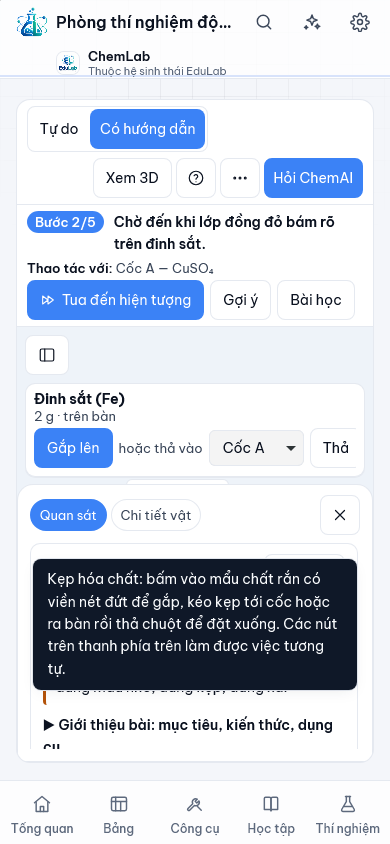 Phòng thí nghiệm độ...
ChemLab
EduLab
Thuộc hệ sinh thái EduLab
Tự do
Có hướng dẫn
Xem 3D
Hỏi ChemAI
Bước 2/5
Chờ đến khi lớp đồng đỏ bám rõ
trên đinh sắt.
Thao tác với: Cốc A — CuSO₄
Tua đến hiện tượng
Gợi ý
Bài học
Đinh sắt (Fe)
2 g · trên bàn
Gắp lên
hoặc thả vào
Cốc A
Thả
Quan sát
Chi tiết vật
Kẹp hóa chất: bấm vào mẩu chất rắn có
viền nét đứt để gắp, kéo kẹp tới cốc hoặc
ra bàn rồi thả chuột để đặt xuống. Các nút
trên thanh phía trên làm được việc tương
tự.
▶ Giới thiệu bài: mục tiêu, kiến thức, dụng
cụ
Tổng quan
Bảng
Công cụ
Học tập
Thí nghiệm